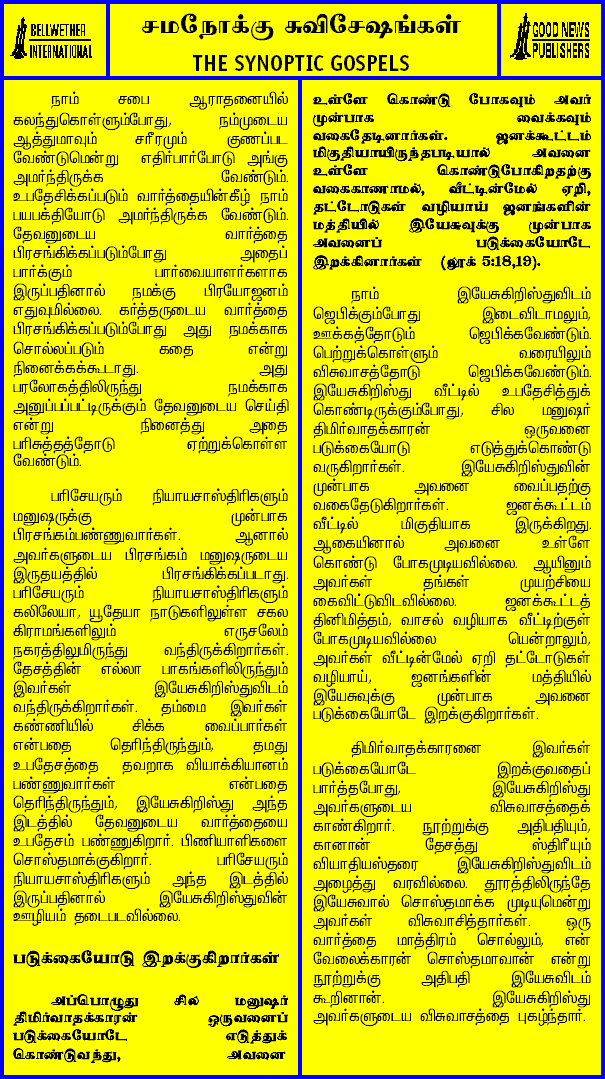 BELLWETHER
INTERNATIONAL
சமநோக்கு சுவிசேஷங்கள்
THE SYNOPTIC GOSPELS
GOOD NEWS
PUBLISHERS
நாம் சபை ஆராதனையில்
கலந்துகொள்ளும்போது, நம்முடைய
ஆத்துமாவும் சரீரமும் குணப்பட
வேண்டுமென்று எதிர்பார்போடு அங்கு
அமர்ந்திருக்க வேண்டும்.
உபதேசிக்கப்படும் வார்த்தையின்கீழ் நாம்
பயபக்தியோடு அமர்ந்திருக்க வேண்டும்.
தேவனுடைய வார்த்தை
பிரசங்கிக்கப்படும்போது அதைப்
பார்க்கும் பார்வையாளர்களாக
இருப்பதினால் நமக்கு பிரயோஜனம்
எதுவுமில்லை. கர்த்தருடைய வார்த்தை
பிரசங்கிக்கப்படும்போது அது நமக்காக
சொல்லப்படும் கதை என்று
நினைக்கக்கூடாது. அது
பரலோகத்திலிருந்து நமக்காக
அனுப்பப்பட்டிருக்கும் தேவனுடைய செய்தி
என்று நினைத்து அதை
பரிசுத்தத்தோடு ஏற்றுக்கொள்ள
வேண்டும்.
பரிசேயரும் நியாயசாஸ்திரிகளும்
மனுஷருக்கு முன்பாக
பிரசங்கம்பண்ணுவார்கள். ஆனால்
அவர்களுடைய பிரசங்கம் மனுஷருடைய
இருதயத்தில் பிரசங்கிக்கப்படாது.
பரிசேயரும் நியாயசாஸ்திரிகளும்
கலிலேயா, யூதேயா நாடுகளிலுள்ள சகல
கிராமங்களிலும் எருசலேம்
நகரத்திலுமிருந்து வந்திருக்கிறார்கள்.
தேசத்தின் எல்லா பாகங்களிலிருந்தும்
இவர்கள் இயேசுகிறிஸ்துவிடம்
வந்திருக்கிறார்கள். தம்மை இவர்கள்
கண்ணியில் சிக்க வைப்பார்கள்
என்பதை தெரிந்திருந்தும், தமது
உபதேசத்தை தவறாக வியாக்கியானம்
பண்ணுவார்கள் என்பதை
தெரிந்திருந்தும், இயேசுகிறிஸ்து அந்த
இடத்தில் தேவனுடைய வார்த்தையை
உபதேசம் பண்ணுகிறார். பிணியாளிகளை
சொஸ்தமாக்குகிறார். பரிசேயரும்
நியாயசாஸ்திரிகளும் அந்த இடத்தில்
இருப்பதினால் இயேசுகிறிஸ்துவின்
ஊழியம் தடைபடவில்லை.
படுக்கையோடு இறக்குகிறார்கள்
அப்பொழுது சில மனுஷர்
திமிர்வாதக்காரன் ஒருவனைப்
படுக்கையோடே எடுத்துக்
கொண்டுவந்து, அவனை
உள்ளே கொண்டு போகவும் அவர்
முன்பாக வைக்கவும்
வகைதேடினார்கள். ஜனக்கூட்டம்
மிகுதியாயிருந்தபடியால் அவனை
உள்ளே கொண்டுபோகிறதற்கு
வகைகாணாமல், வீட்டின்மேல் ஏறி,
தட்டோடுகள் வழியாய் ஜனங்களின்
மத்தியில் இயேசுவுக்கு முன்பாக
அவனைப் படுக்கையோடே
இறக்கினார்கள் (லூக் 5:18,19).
நாம் இயேசுகிறிஸ்துவிடம்
ஜெபிக்கும்போது இடைவிடாமலும்,
ஊக்கத்தோடும் ஜெபிக்கவேண்டும்.
பெற்றுக்கொள்ளும் வரையிலும்
விசுவாசத்தோடு ஜெபிக்கவேண்டும்.
இயேசுகிறிஸ்து வீட்டில் உபதேசித்துக்
கொண்டிருக்கும்போது, சில மனுஷர்
திமிர்வாதக்காரன் ஒருவனை
படுக்கையோடு எடுத்துக்கொண்டு
வருகிறார்கள். இயேசுகிறிஸ்துவின்
முன்பாக அவனை வைப்பதற்கு
வகைதேடுகிறார்கள். ஜனக்கூட்டம்
வீட்டில் மிகுதியாக இருக்கிறது.
ஆகையினால் அவனை உள்ளே
கொண்டு போகமுடியவில்லை. ஆயினும்
அவர்கள் தங்கள் முயற்சியை
கைவிட்டுவிடவில்லை. ஜனக்கூட்டத்
தினிமித்தம், வாசல் வழியாக வீட்டிற்குள்
போகமுடியவில்லை யென்றாலும்,
அவர்கள் வீட்டின்மேல் ஏறி தட்டோடுகள்
வழியாய், ஜனங்களின் மத்தியில்
இயேசுவுக்கு முன்பாக அவனை
படுக்கையோடே இறக்குகிறார்கள்.
திமிர்வாதக்காரனை இவர்கள்
படுக்கையோடே இறக்குவதைப்
பார்த்தபோது, இயேசுகிறிஸ்து
அவர்களுடைய விசுவாசத்தைக்
காண்கிறார். நூற்றுக்கு அதிபதியும்,
கானான் தேசத்து ஸ்திரீயும்
வியாதியஸ்தரை இயேசுகிறிஸ்துவிடம்
அழைத்து வரவில்லை. தூரத்திலிருந்தே
இயேசுவால் சொஸ்தமாக்க முடியுமென்று
அவர்கள் விசுவாசித்தார்கள். ஒரு
வார்த்தை மாத்திரம் சொல்லும், என்
வேலைக்காரன் சொஸ்தமாவான் என்று
நூற்றுக்கு அதிபதி இயேசுவிடம்
கூறினான். இயேசுகிறிஸ்து
அவர்களுடைய விசுவாசத்தை புகழ்ந்தார்.